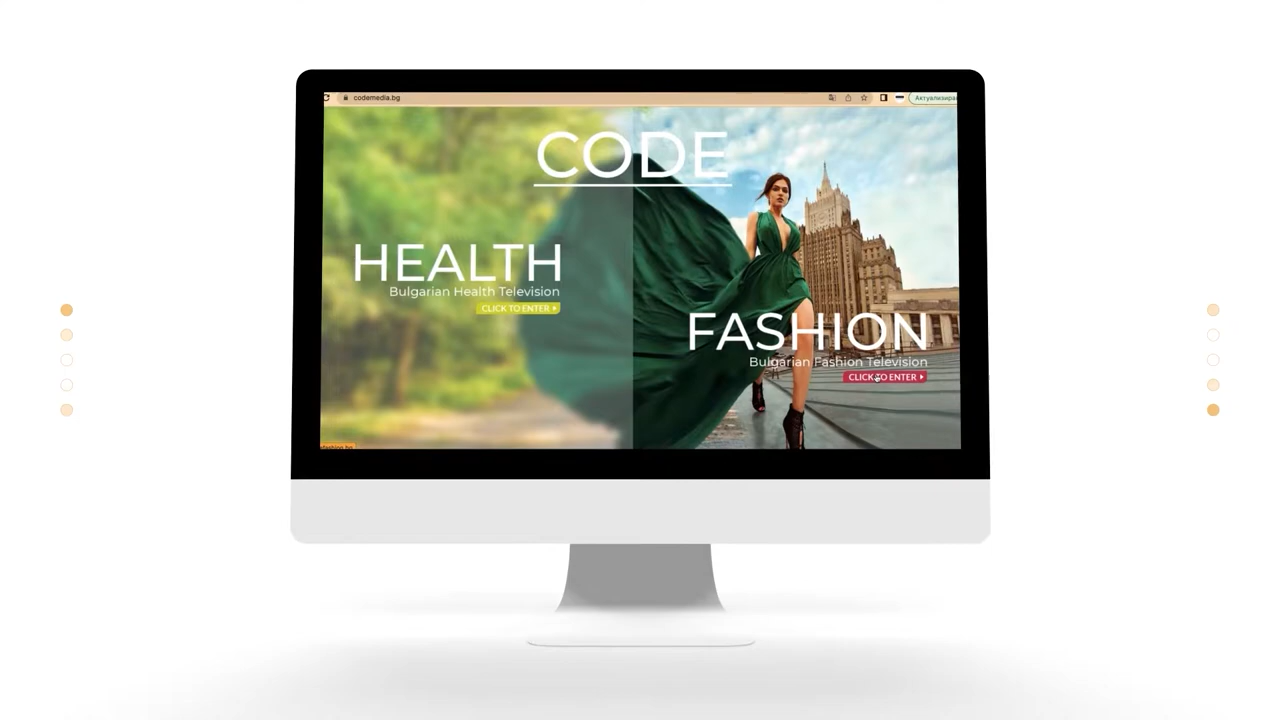 codemedia.bg
Актуализира
CODE
HEALTH
Bulgarian Health Television
CLICK TO ENTER
FASHION
Bulgarian Fashion Television
CLICK TO ENTER